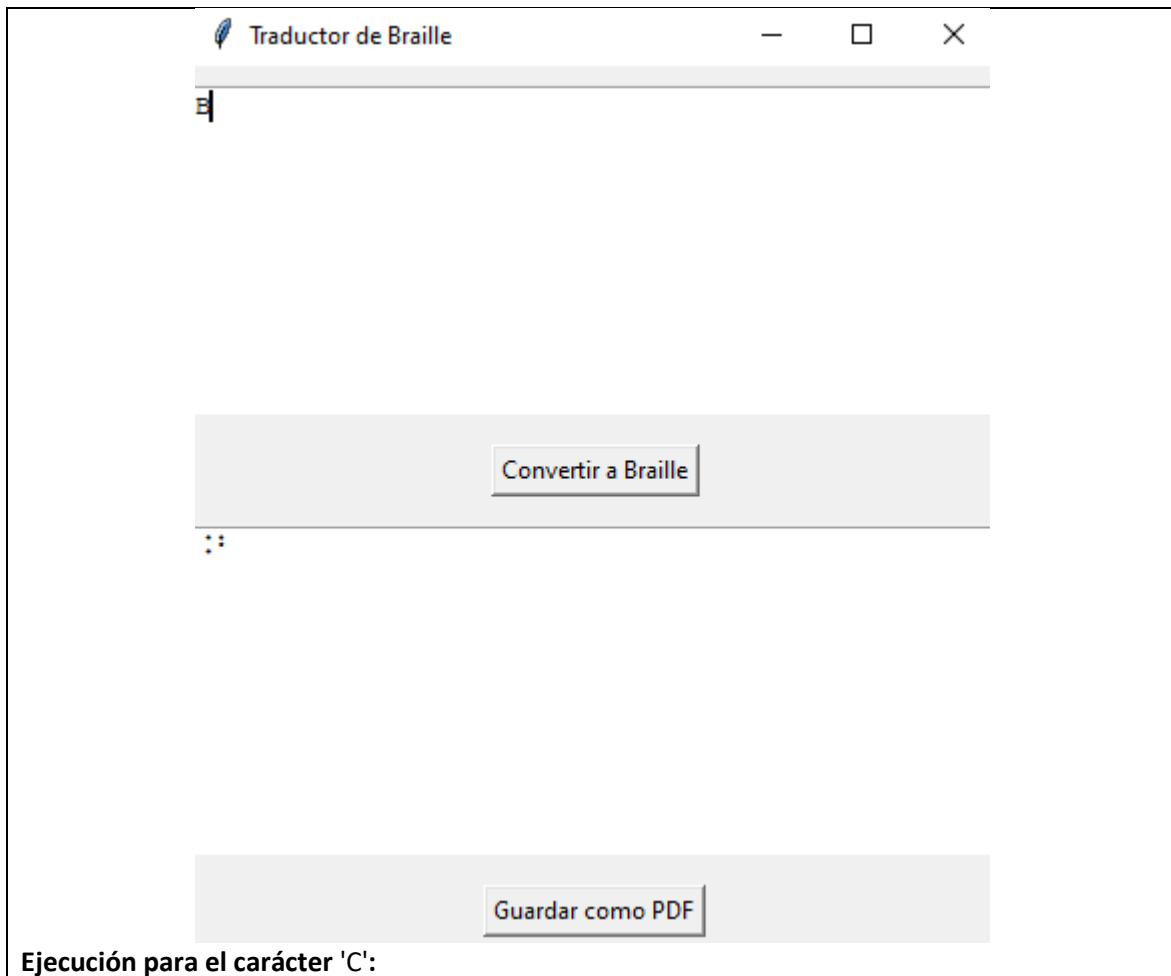 Traductor de Braille
B
Convertir a Braille
⠨⠃
Guardar como PDF
Ejecución para el carácter 'C':